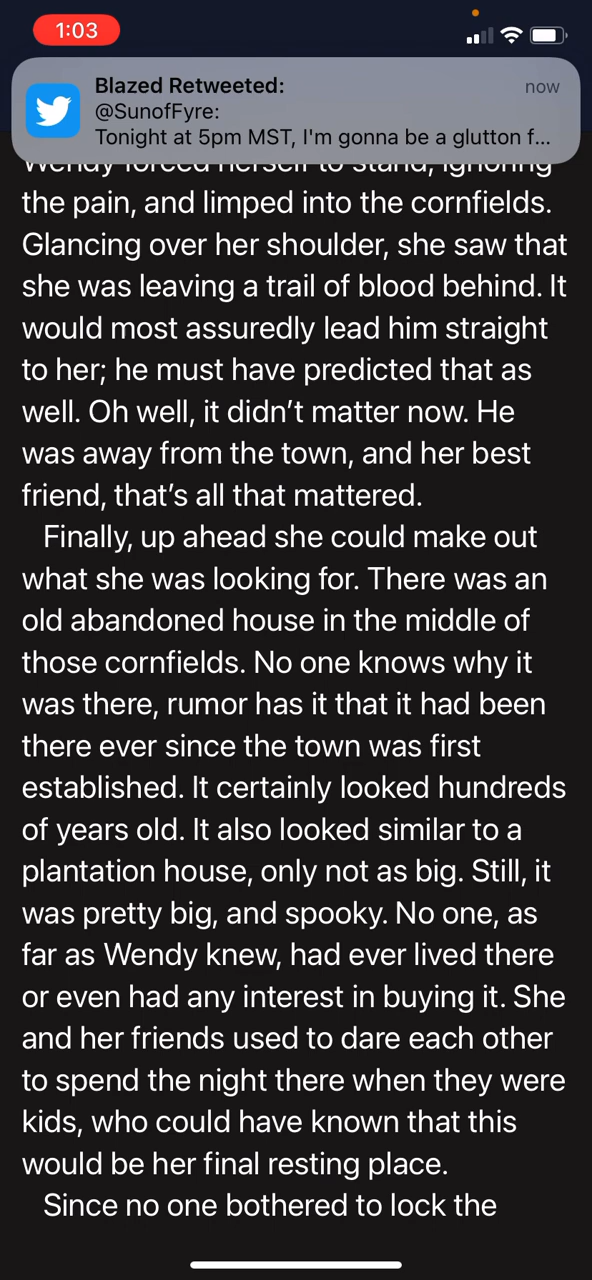 1:03
Blazed Retweeted:
now
@SunofFyre:
Tonight at 5pm MST, I'm gonna be a glutton f...
Wendy forced herself to stand, ignoring
the pain, and limped into the cornfields.
Glancing over her shoulder, she saw that
she was leaving a trail of blood behind. It
would most assuredly lead him straight
to her; he must have predicted that as
well. Oh well, it didn’t matter now. He
was away from the town, and her best
friend, that’s all that mattered.
Finally, up ahead she could make out
what she was looking for. There was an
old abandoned house in the middle of
those cornfields. No one knows why it
was there, rumor has it that it had been
there ever since the town was first
established. It certainly looked hundreds
of years old. It also looked similar to a
plantation house, only not as big. Still, it
was pretty big, and spooky. No one, as
far as Wendy knew, had ever lived there
or even had any interest in buying it. She
and her friends used to dare each other
to spend the night there when they were
kids, who could have known that this
would be her final resting place.
Since no one bothered to lock the